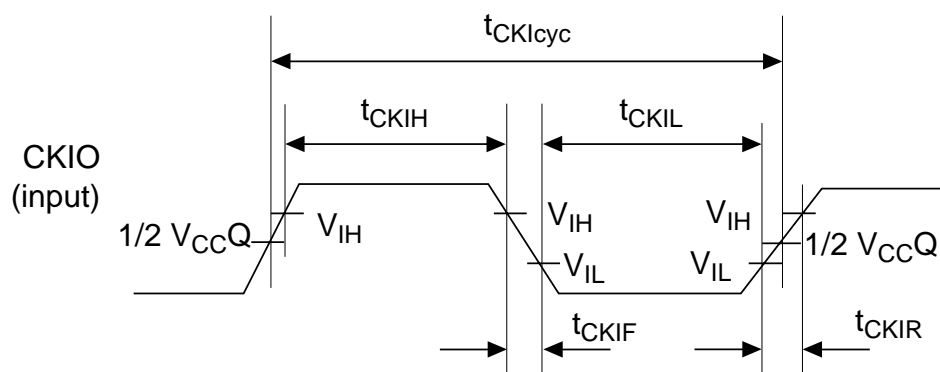 tCKIcyc
tCKIH
tCKIL
CKIO
(input)
1/2 VCCQ
VIH
VIH
VIL
VIH
VIL
1/2 VCCQ
tCKIF
tCKIR